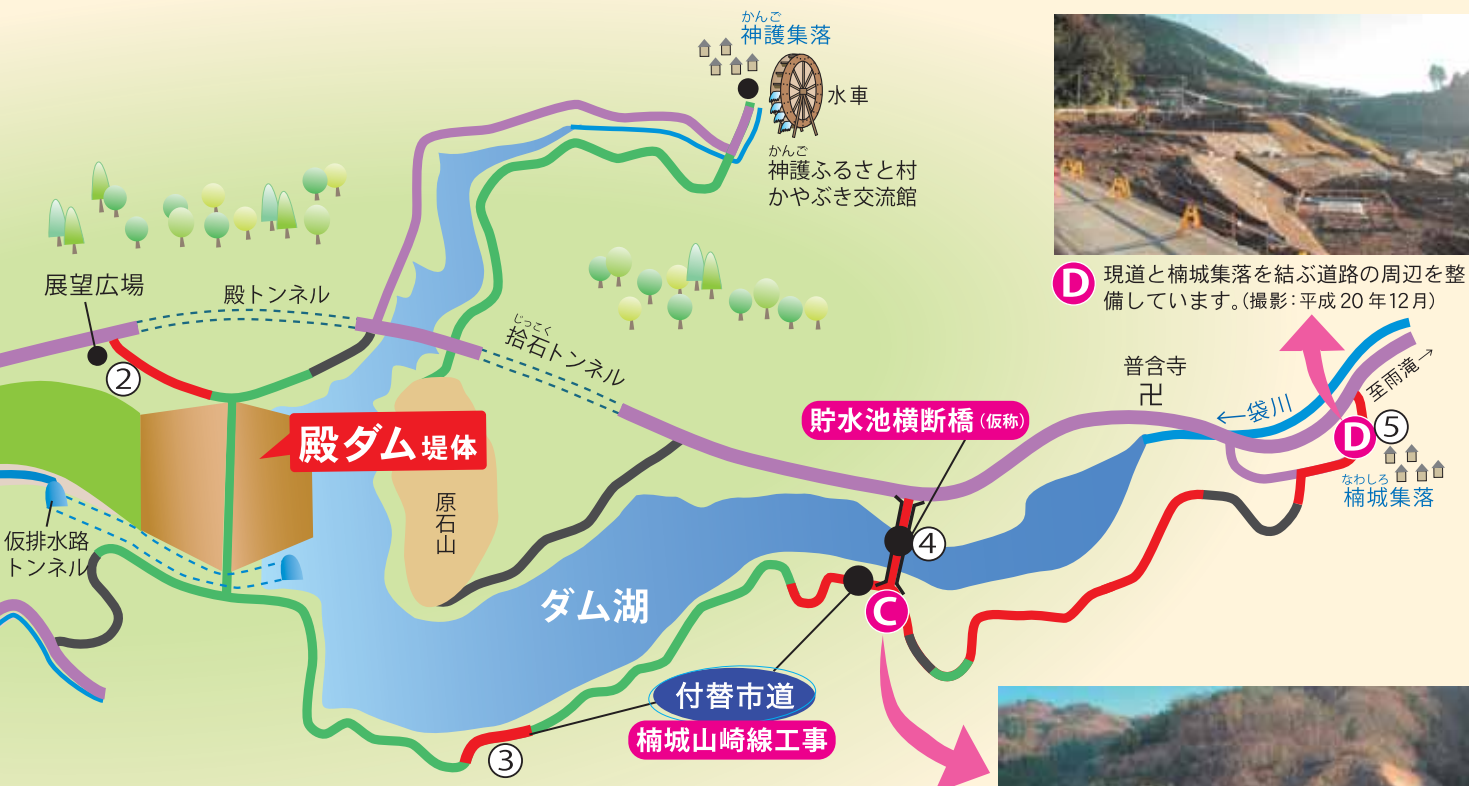 かんご
神護集落
水車
かんご
神護ふるさと村
かやぶき交流館
D 現道と楠城集落を結ぶ道路の周辺を整
備しています。(撮影:平成20年12月)
展望広場
殿トンネル
②
じっこく
拾石トンネル
普含寺
卍
←袋川
至雨滝→
D
⑤
なわしろ
楠城集落
貯水池横断橋(仮称)
殿ダム堤体
原石山
④
仮排水路
トンネル
ダム湖
C
付替市道
楠城山崎線工事
③